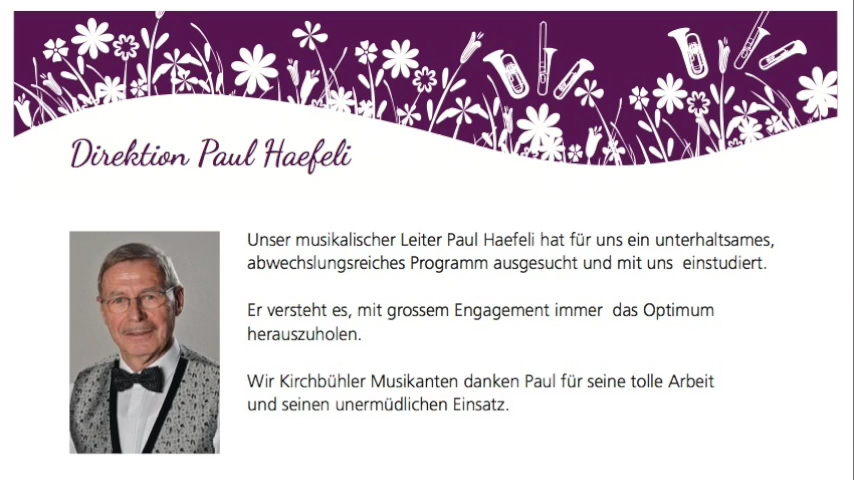 Direktion Paul Haefeli
Unser musikalischer Leiter Paul Haefeli hat für uns ein unterhaltsames,
abwechslungsreiches Programm ausgesucht und mit uns einstudiert.
Er versteht es, mit grossem Engagement immer das Optimum
herauszuholen.
Wir Kirchbühler Musikanten danken Paul für seine tolle Arbeit
und seinen unermüdlichen Einsatz.